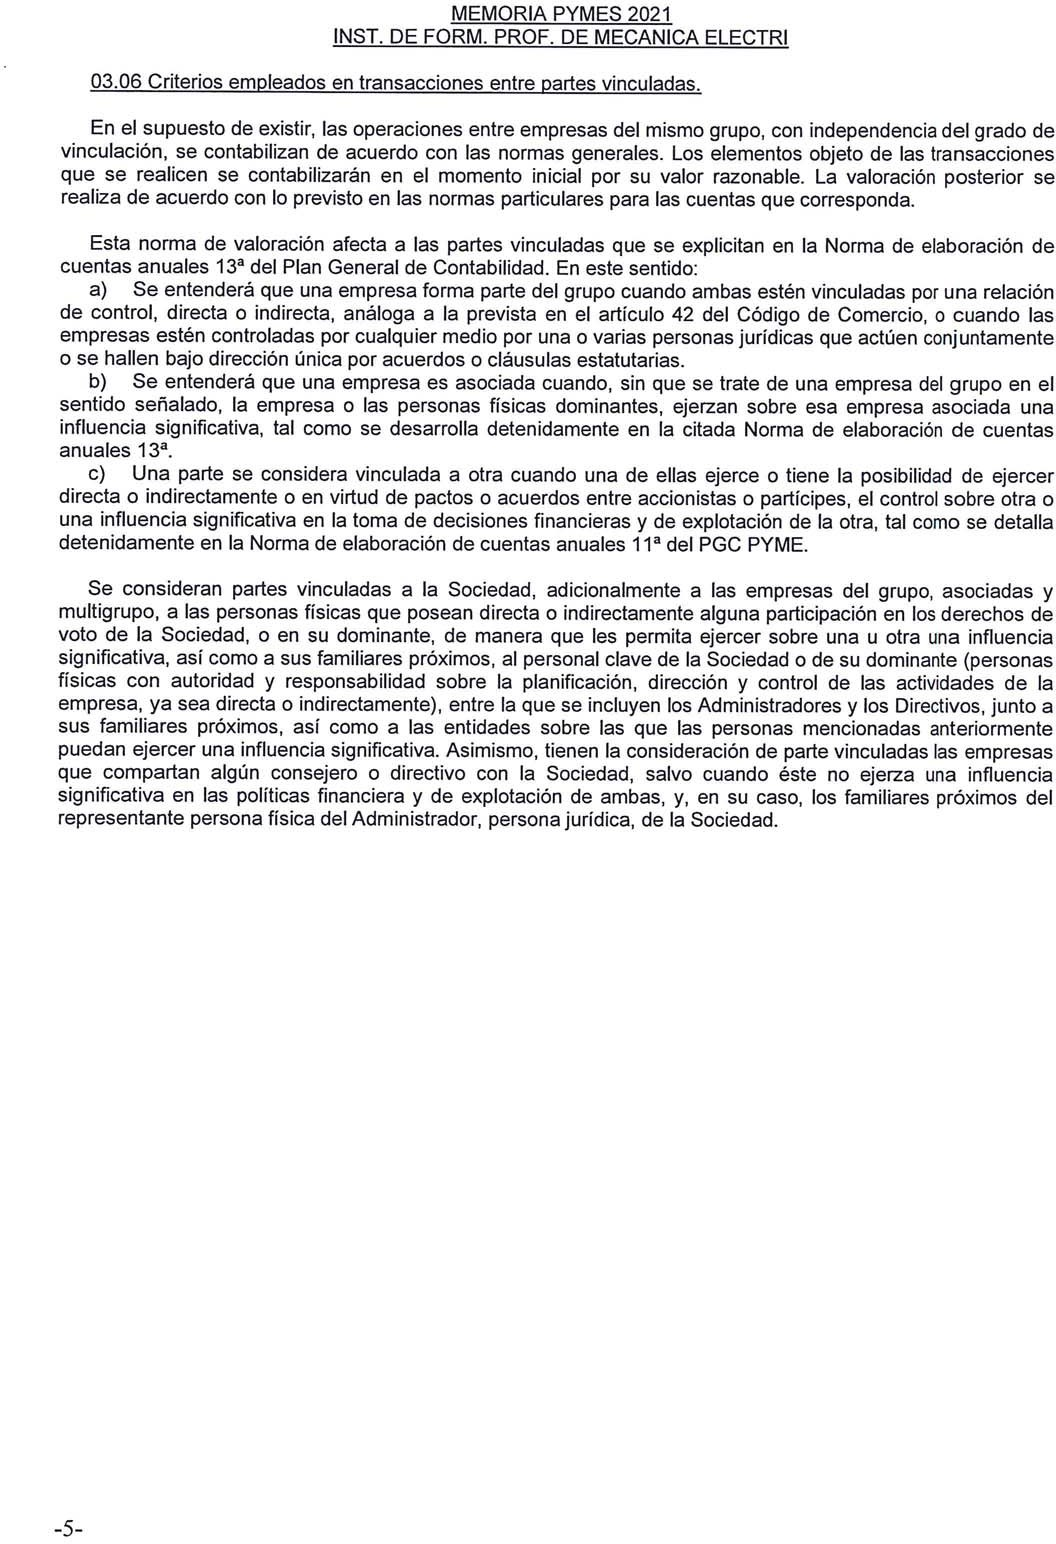 MEMORIA PYMES 2021
INST. DE FORM. PROF. DE MECANICA ELECTRI
03.06 Criterios empleados en transacciones entre partes vinculadas.
En el supuesto de existir, las operaciones entre empresas del mismo grupo, con independencia del grado de
vinculación, se contabilizan de acuerdo con las normas generales. Los elementos objeto de las transacciones
que se realicen se contabilizarán en el momento inicial por su valor razonable. La valoración posterior se
realiza de acuerdo con lo previsto en las normas particulares para las cuentas que corresponda.
Esta norma de valoración afecta a las partes vinculadas que se explicitan en la Norma de elaboración de
cuentas anuales 13ª del Plan General de Contabilidad. En este sentido:
a) Se entenderá que una empresa forma parte del grupo cuando ambas estén vinculadas por una relación
de control, directa o indirecta, análoga a la prevista en el artículo 42 del Código de Comercio, o cuando las
empresas estén controladas por cualquier medio por una o varias personas jurídicas que actúen conjuntamente
o se hallen bajo dirección única por acuerdos o cláusulas estatutarias.
b) Se entenderá que una empresa es asociada cuando, sin que se trate de una empresa del grupo en el
sentido señalado, la empresa o las personas físicas dominantes, ejerzan sobre esa empresa asociada una
influencia significativa, tal como se desarrolla detenidamente en la citada Norma de elaboración de cuentas
anuales 13ª.
c) Una parte se considera vinculada a otra cuando una de ellas ejerce o tiene la posibilidad de ejercer
directa o indirectamente o en virtud de pactos o acuerdos entre accionistas o partícipes, el control sobre otra o
una influencia significativa en la toma de decisiones financieras y de explotación de la otra, tal como se detalla
detenidamente en la Norma de elaboración de cuentas anuales 11ª del PGC PYME.
Se consideran partes vinculadas a la Sociedad, adicionalmente a las empresas del grupo, asociadas y
multigrupo, a las personas físicas que posean directa o indirectamente alguna participación en los derechos de
voto de la Sociedad, o en su dominante, de manera que les permita ejercer sobre una u otra una influencia
significativa, así como a sus familiares próximos, al personal clave de la Sociedad o de su dominante (personas
físicas con autoridad y responsabilidad sobre la planificación, dirección y control de las actividades de la
empresa, ya sea directa o indirectamente), entre la que se incluyen los Administradores y los Directivos, junto a
sus familiares próximos, así como a las entidades sobre las que las personas mencionadas anteriormente
puedan ejercer una influencia significativa. Asimismo, tienen la consideración de parte vinculadas las empresas
que compartan algún consejero o directivo con la Sociedad, salvo cuando éste no ejerza una influencia
significativa en las políticas financiera y de explotación de ambas, y, en su caso, los familiares próximos del
representante persona física del Administrador, persona jurídica, de la Sociedad.
-5-